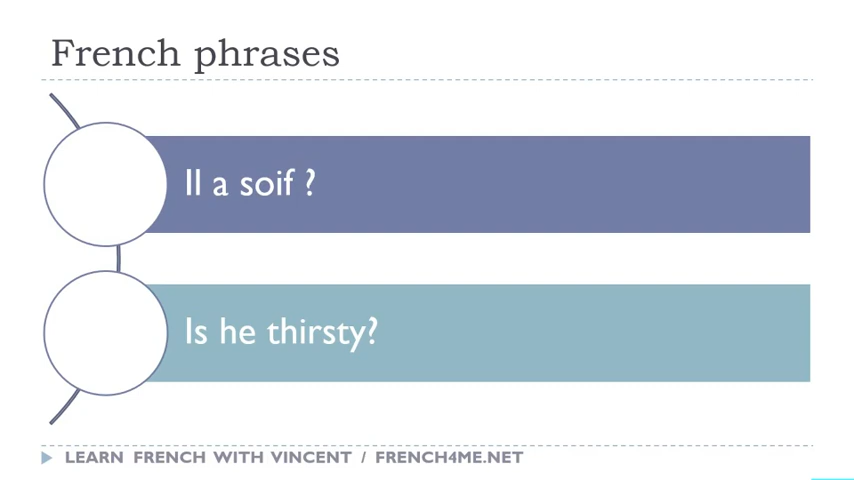 French phrases
Il a soif ?
Is he thirsty?
LEARN FRENCH WITH VINCENT / FRENCH4ME.NET